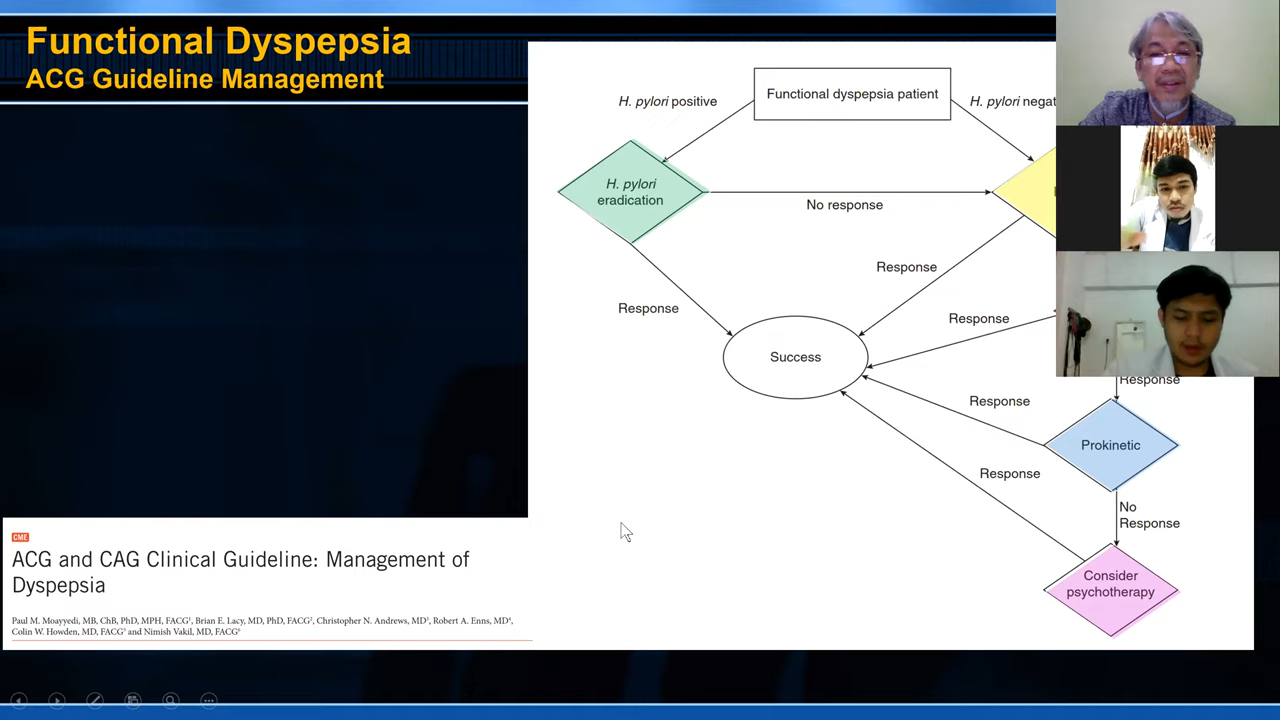 Functional Dyspepsia
ACG Guideline Management
Functional dyspepsia patient
H. pylori positive
H. pylori
H. pylori
eradication
No response
Response
Response
Response
Success
Response
Response
Prokinetic
Response
No
Response
Consider
psychotherapy
CME
ACG and CAG Clinical Guideline: Management of
Dyspepsia
Paul M. Moayyedi, MB, ChB, PhD, MPH, FACG1, Brian E. Lacy, MD, PhD, FACG2, Christopher N. Andrews, MD3, Robert A. Enns, MD4,
Colin W. Howden, MD, FACG5 and Nimish Vakil, MD, FACG6